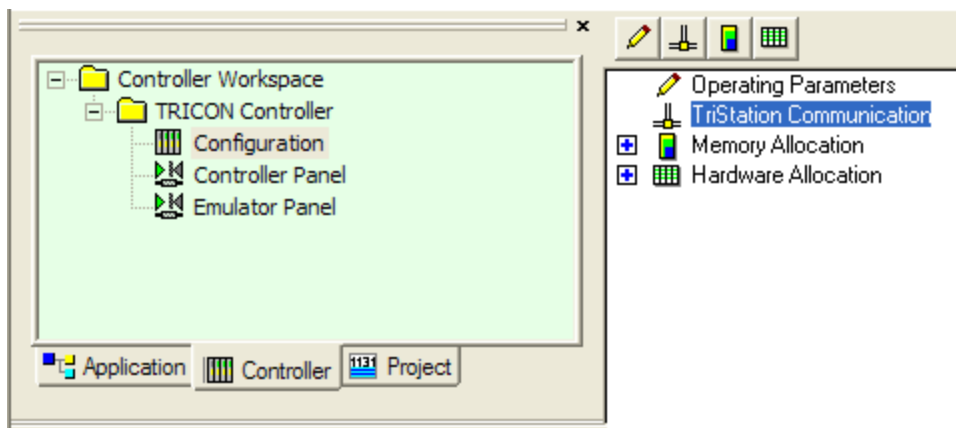 x
Controller Workspace
TRICON Controller
Configuration
Controller Panel
Emulator Panel
Application
Controller
1131 Project
Operating Parameters
TriStation Communication
Memory Allocation
Hardware Allocation